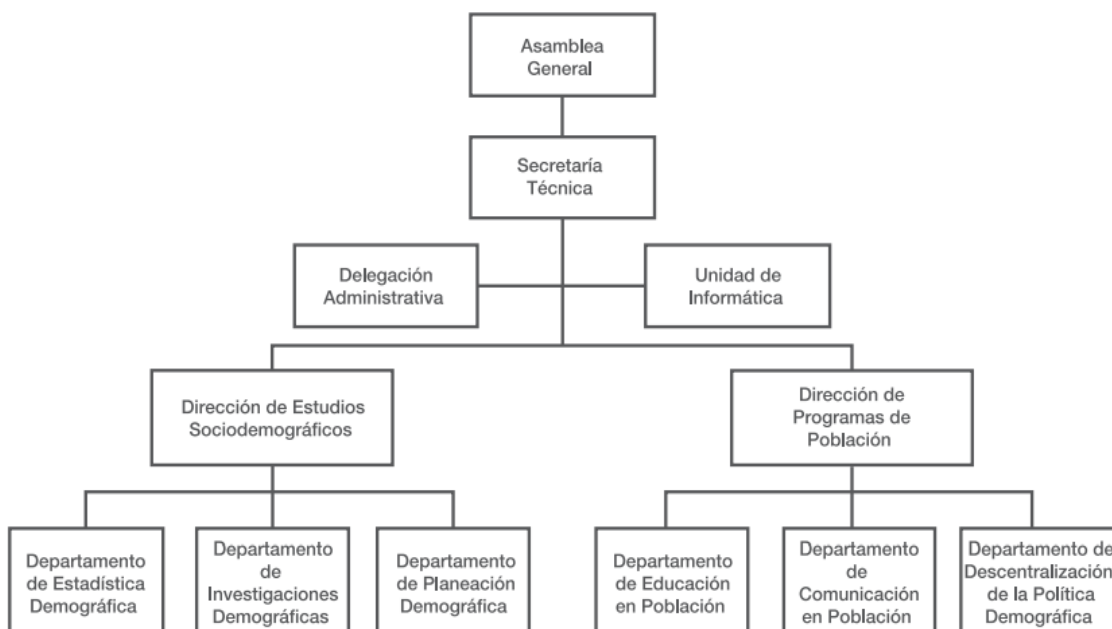 Asamblea
General
Secretaría
Técnica
Delegación
Administrativa
Unidad de
Informática
Dirección de Estudios
Sociodemográficos
Dirección de
Programas de
Población
Departamento
de Estadística
Demográfica
Departamento
de
Investigaciones
Demográficas
Departamento
de Planeación
Demográfica
Departamento
de Educación
en Población
Departamento
de
Comunicación
en Población
Departamento de
Descentralización
de la Política
Demográfica